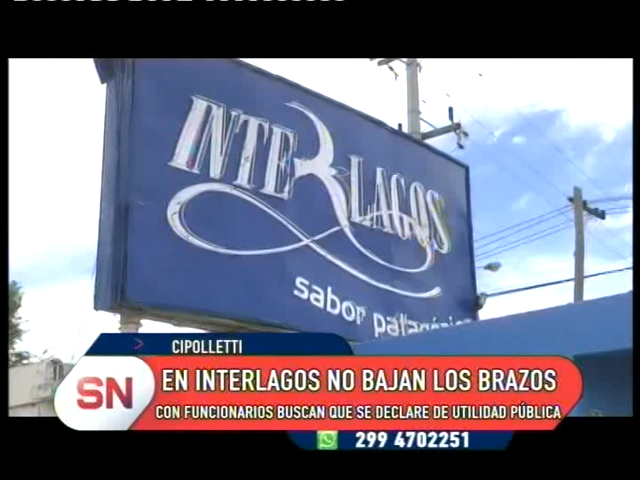 INTERLAGOS
sabor patagónico
CIPOLLETTI
SN
EN INTERLAGOS NO BAJAN LOS BRAZOS
CON FUNCIONARIOS BUSCAN QUE SE DECLARE DE UTILIDAD PÚBLICA
299 4702251